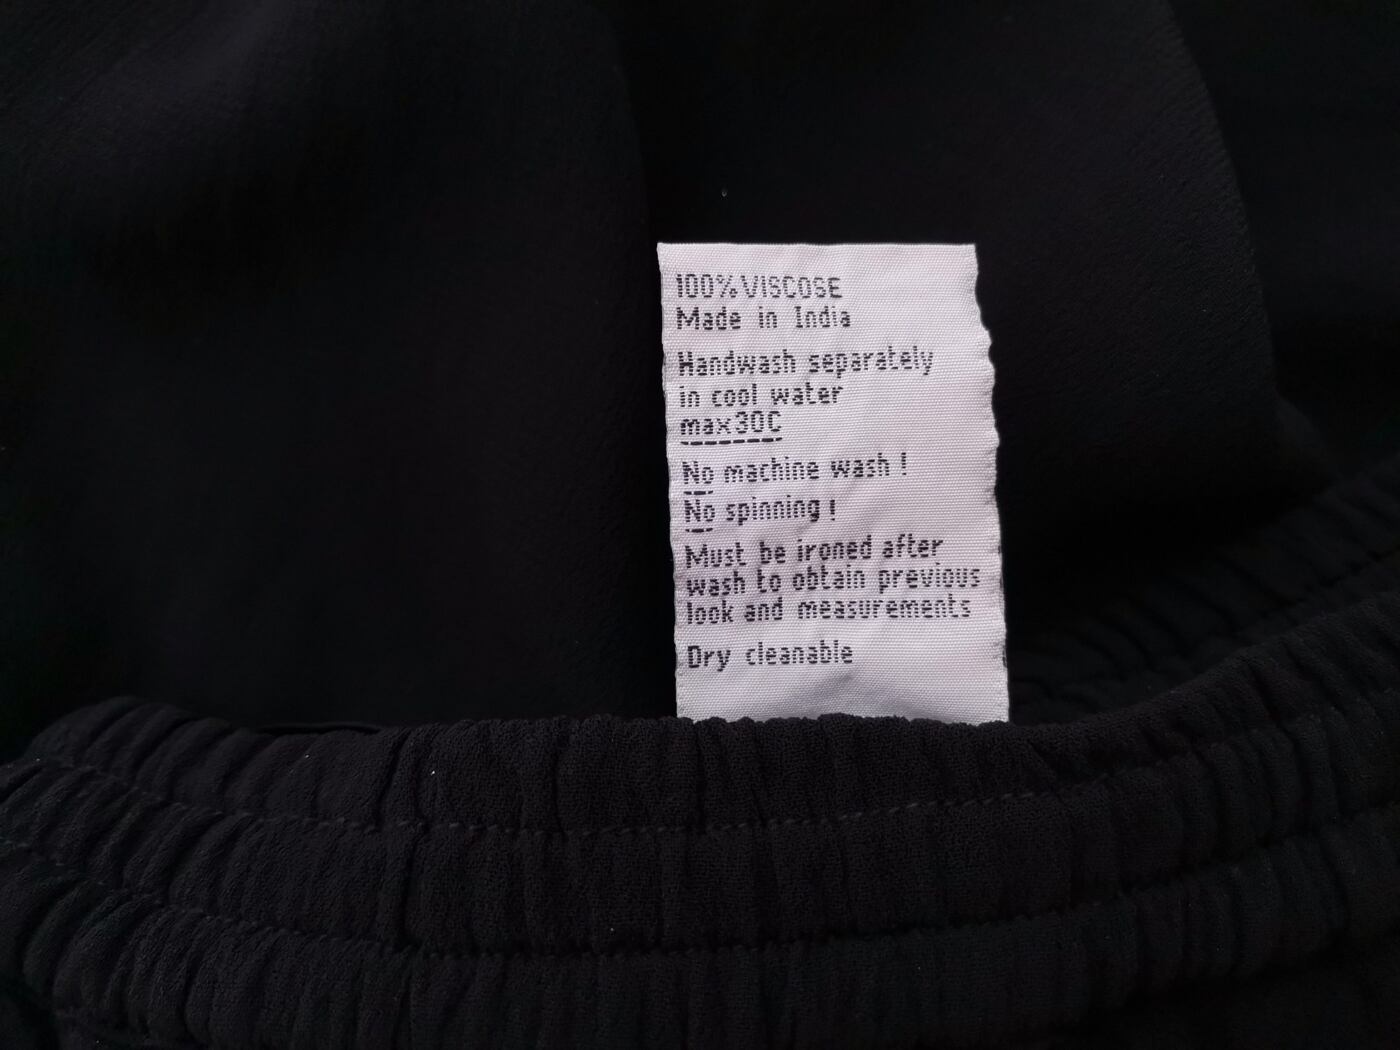 100% VISCOSE
Made in India
Handwash separately
in cool water
max 30C
No machine wash !
No spinning !
Must be ironed after
wash to obtain previous
look and measurements
Dry cleanable